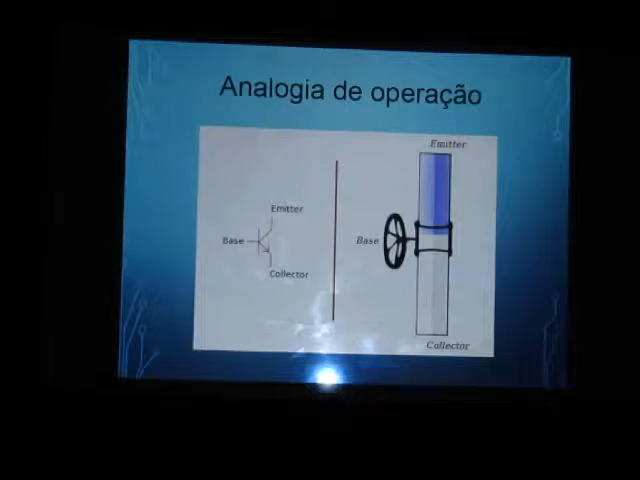 Analogia de operação
Emitter
Base
Collector
Emitter
Base
Collector